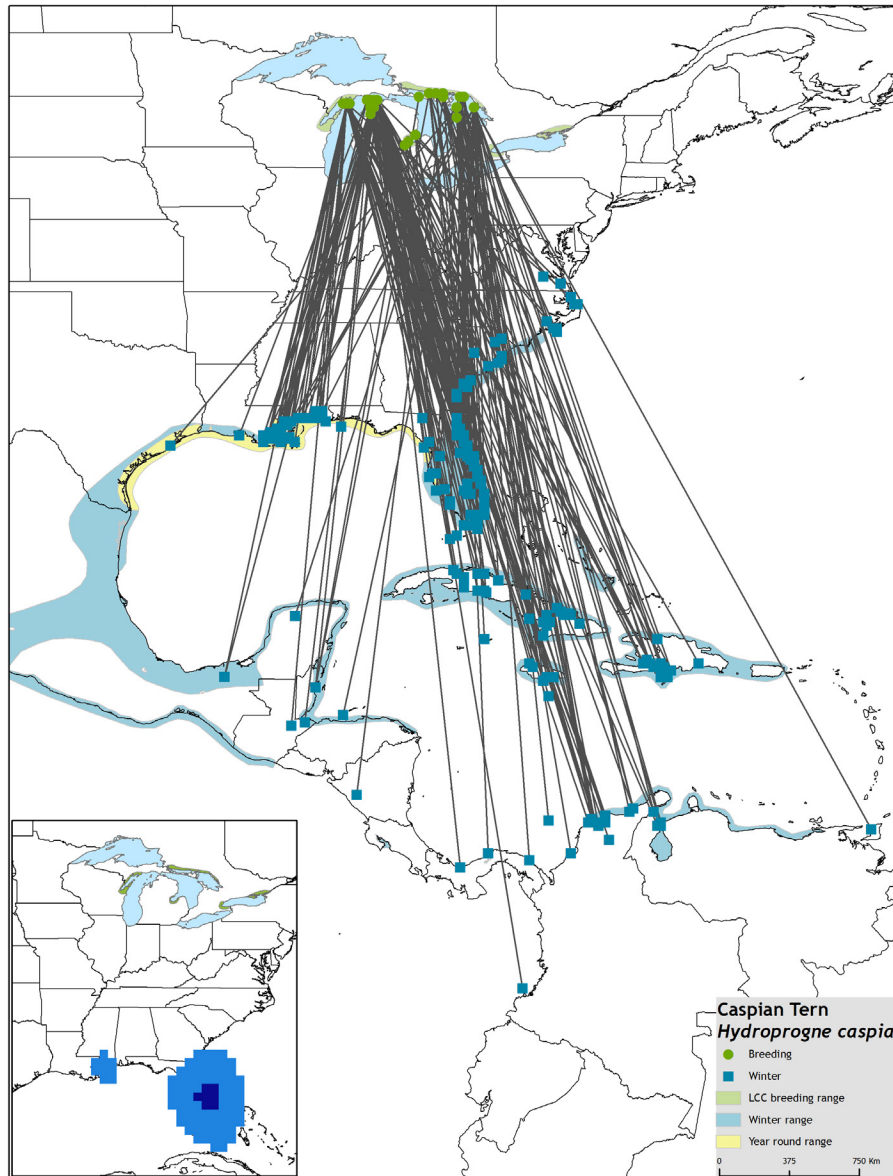 Caspian Tern
Hydroprogne caspia
Breeding
Winter
LCC breeding range
Winter range
Year round range
0 375 750 Km